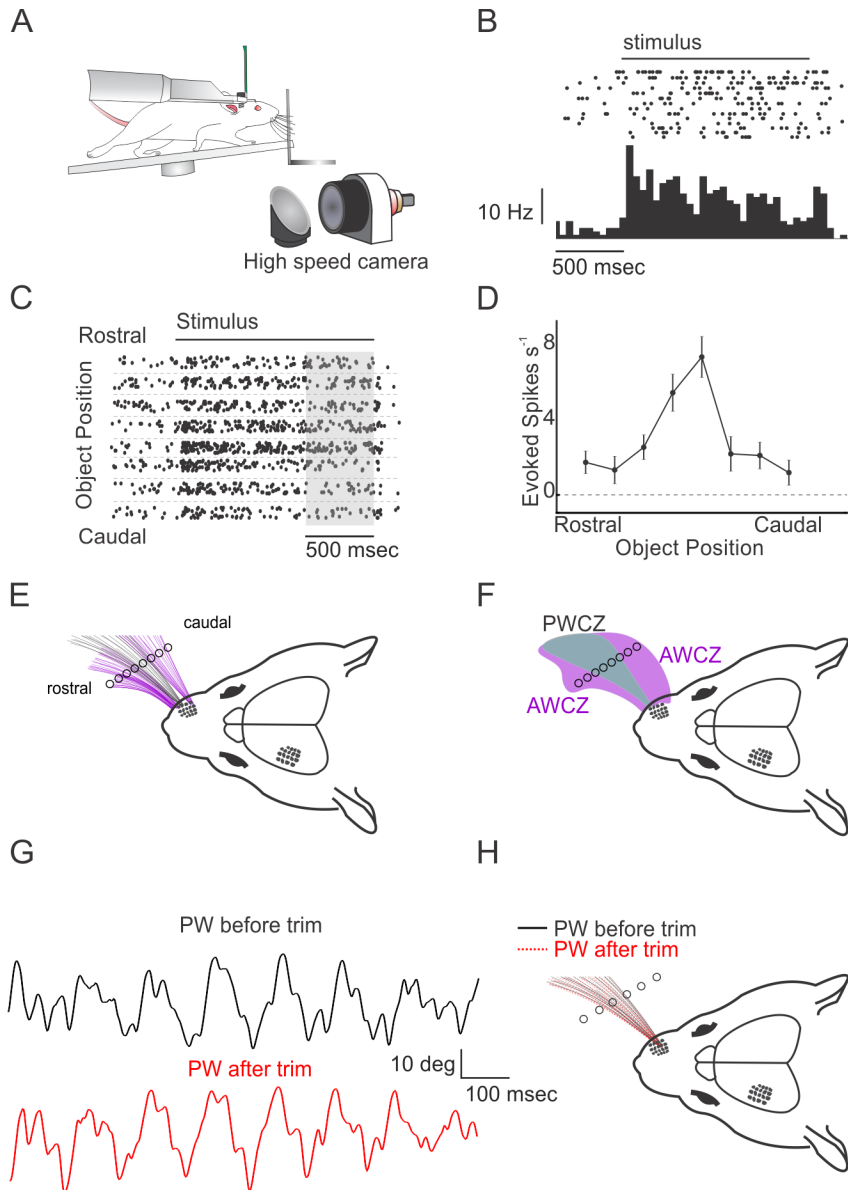 A
High speed camera
B
stimulus
10 Hz
500 msec
C
Rostral
Stimulus
Object Position
Caudal
500 msec
D
Evoked Spikes s⁻¹
8
4
0
Rostral
Caudal
Object Position
E
caudal
rostral
F
PWCZ
AWCZ
AWCZ
G
PW before trim
PW after trim
10 deg
100 msec
H
PW before trim
PW after trim